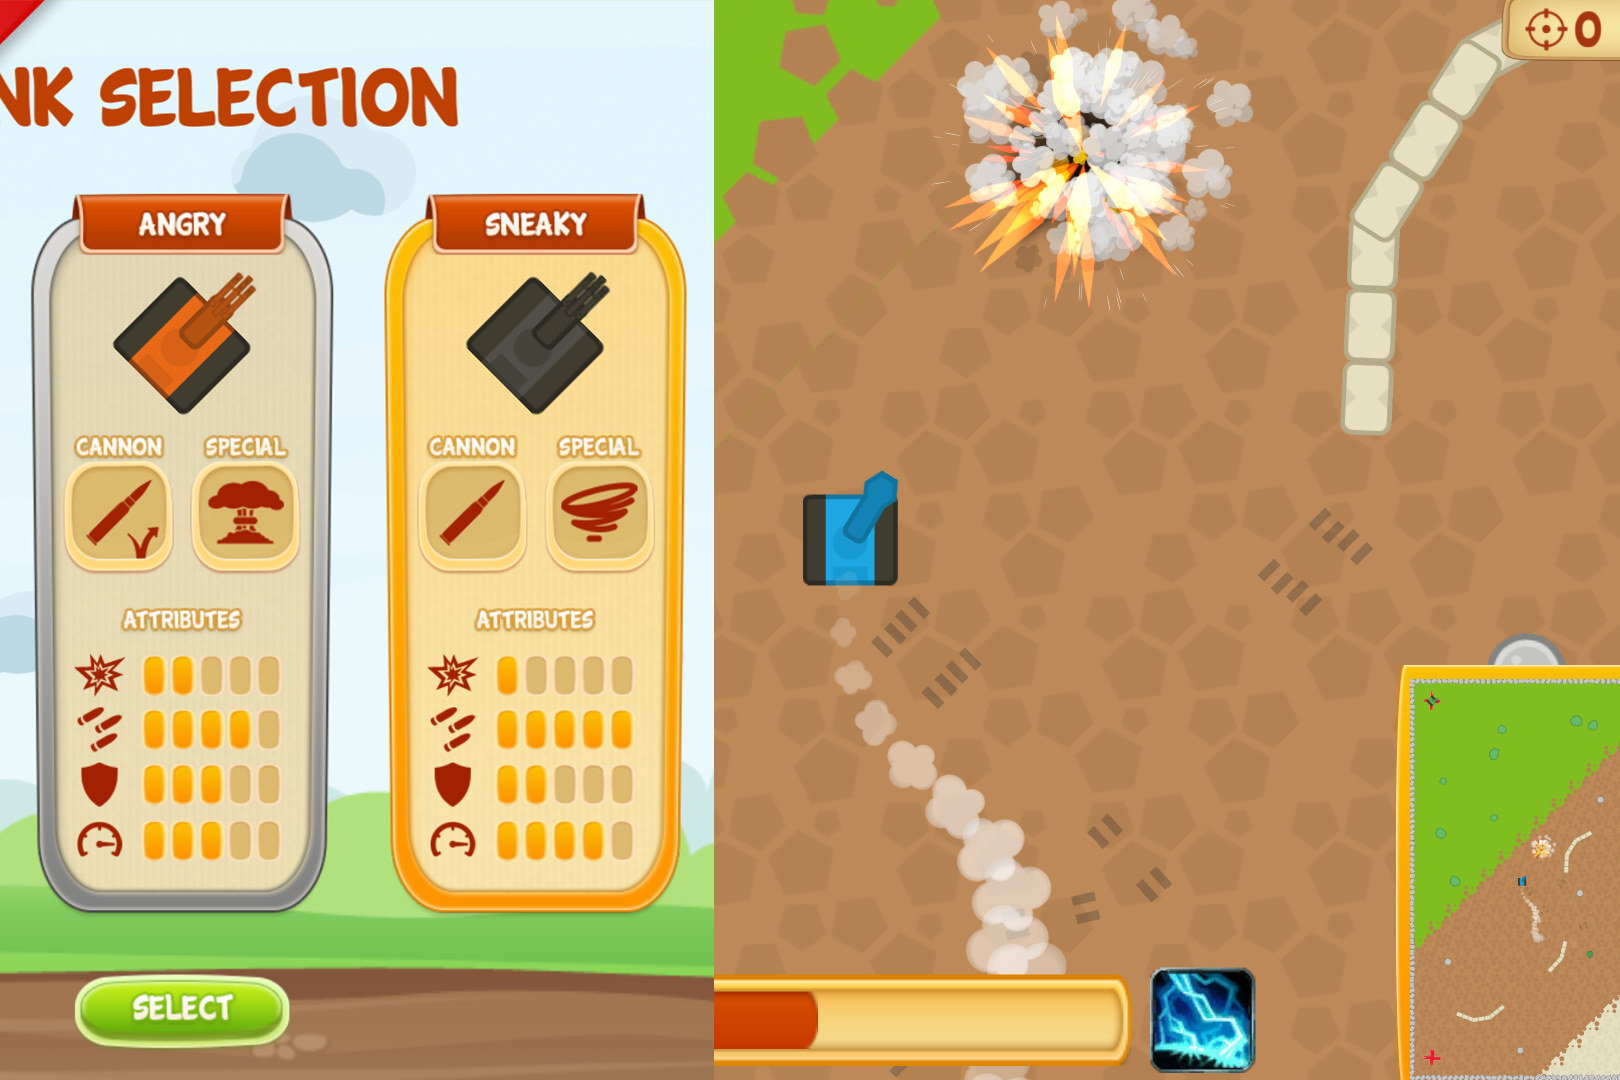 NK SELECTION
ANGRY
CANNON SPECIAL
ATTRIBUTES
SELECT
SNEAKY
CANNON SPECIAL
ATTRIBUTES
0